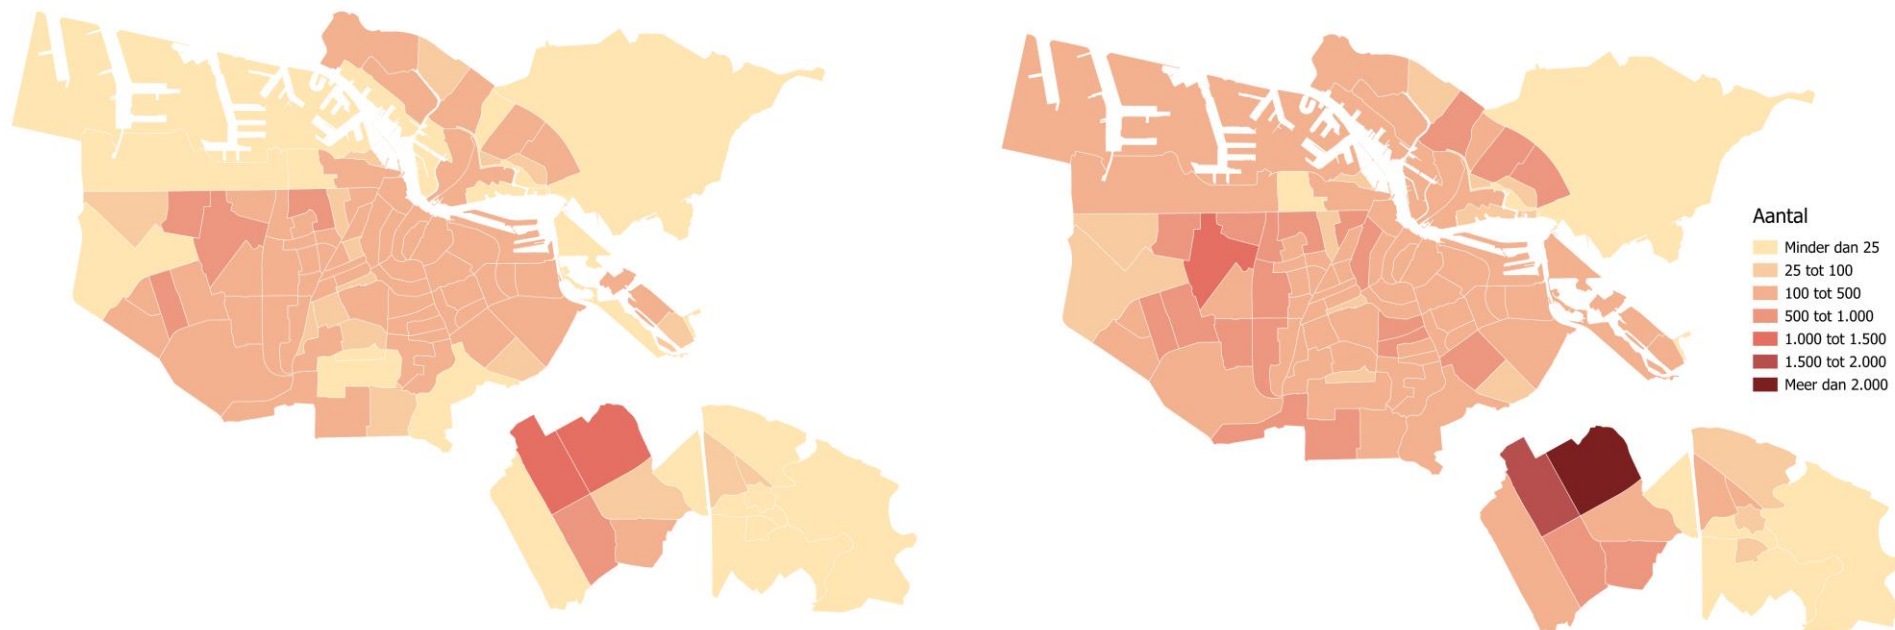 Aantal
Minder dan 25
25 tot 100
100 tot 500
500 tot 1.000
1.000 tot 1.500
1.500 tot 2.000
Meer dan 2.000